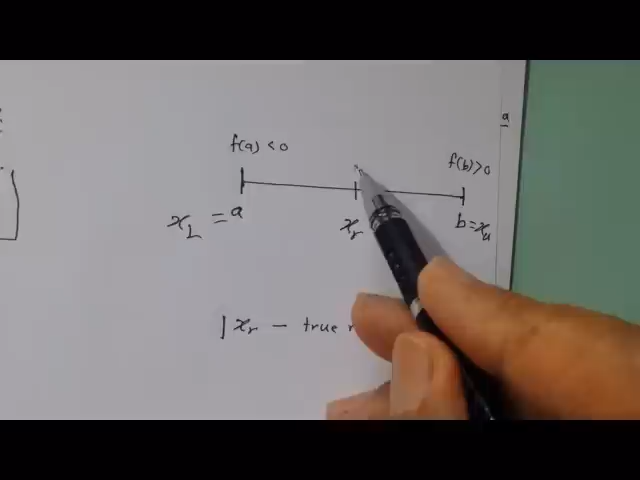 f(a) < 0
f(b) > 0
x_L = a
x_r
b = x_u
| x_r - true
a